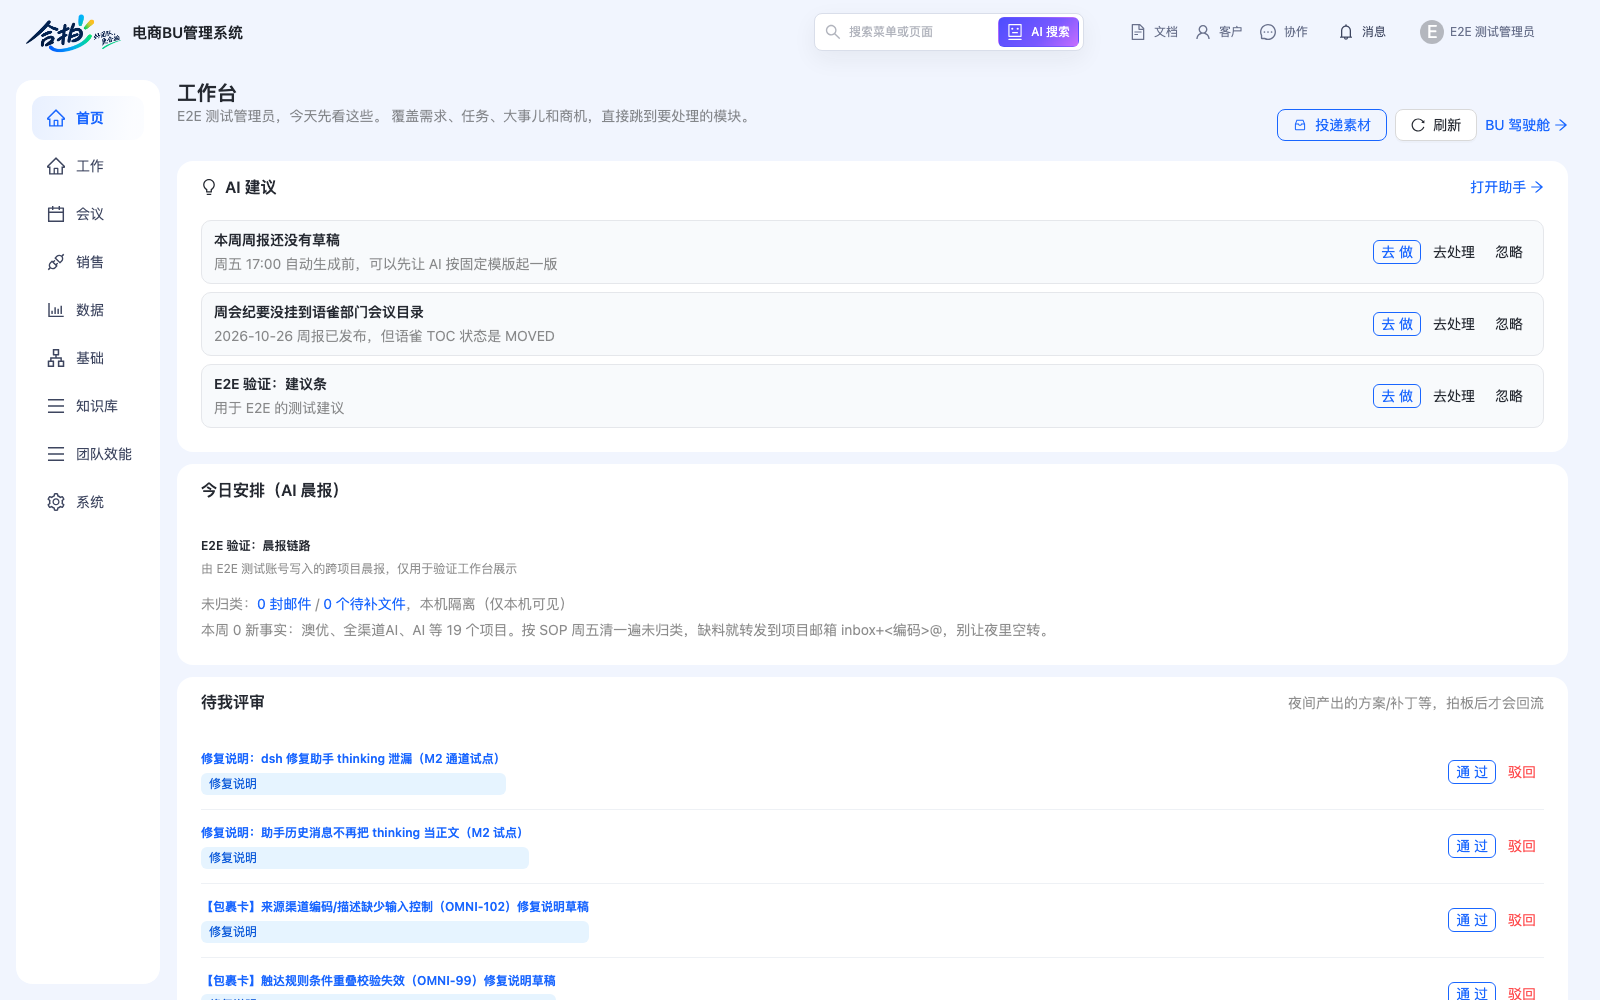 合拍
电商BU管理系统
搜索菜单或页面
AI 搜索
文档
客户
协作
消息
E
E2E 测试管理员
首页
工作
会议
销售
数据
基础
知识库
团队效能
系统
工作台
E2E 测试管理员，今天先看这些。 覆盖需求、任务、大事儿和商机，直接跳到要处理的模块。
投递素材
刷新
BU 驾驶舱
AI 建议
打开助手
本周周报还没有草稿
周五 17:00 自动生成前，可以先让 AI 按固定模版起一版
去 做
去处理
忽略
周会纪要没挂到语雀部门会议目录
2026-10-26 周报已发布，但语雀 TOC 状态是 MOVED
去 做
去处理
忽略
E2E 验证：建议条
用于 E2E 的测试建议
去 做
去处理
忽略
今日安排（AI 晨报）
E2E 验证：晨报链路
由 E2E 测试账号写入的跨项目晨报，仅用于验证工作台展示
未归类：0 封邮件 / 0 个待补文件，本机隔离（仅本机可见）
本周 0 新事实：澳优、全渠道AI、AI 等 19 个项目。按 SOP 周五清一遍未归类，缺料就转发到项目邮箱 inbox+<编码>@，别让夜里空转。
待我评审
夜间产出的方案/补丁等，拍板后才会回流
修复说明：dsh 修复助手 thinking 泄漏（M2 通道试点）
修复说明
通 过
驳回
修复说明：助手历史消息不再把 thinking 当正文（M2 试点）
修复说明
通 过
驳回
【包裹卡】来源渠道编码/描述缺少输入控制（OMNI-102）修复说明草稿
修复说明
通 过
驳回
【包裹卡】触达规则条件重叠校验失效（OMNI-99）修复说明草稿
通 过
驳回